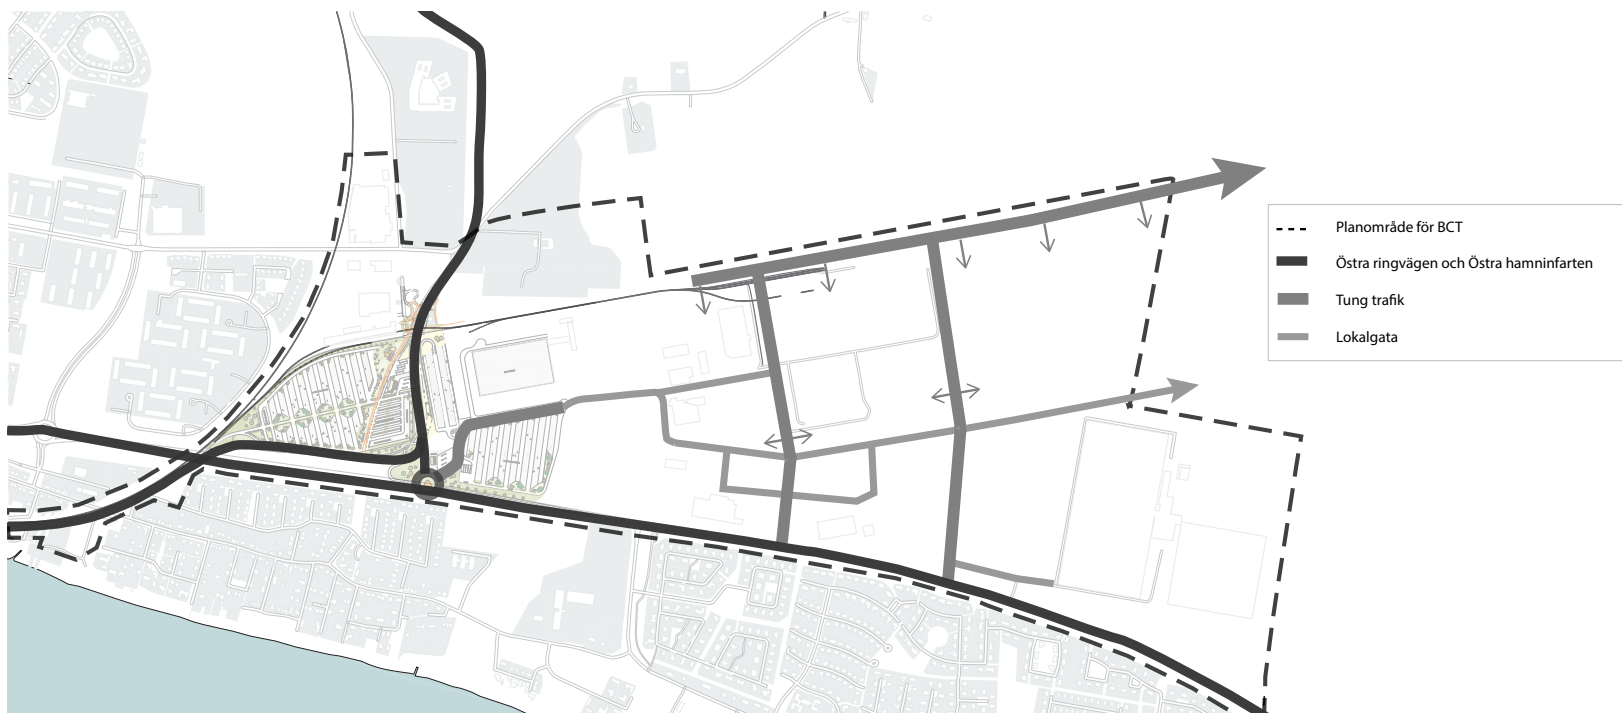 Planområde för BCT
Östra ringvägen och Östra hamninfarten
Tung trafik
Lokalgata